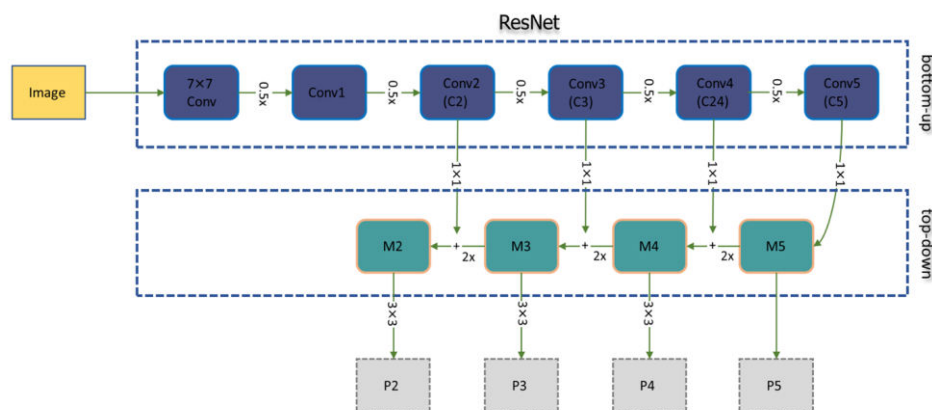 ResNet
Image
7×7
Conv
0.5x
Conv1
0.5x
Conv2
(C2)
0.5x
Conv3
(C3)
0.5x
Conv4
(C24)
0.5x
Conv5
(C5)
bottom-up
1×1
1×1
1×1
1×1
M2
+
2x
M3
+
2x
M4
+
2x
M5
top-down
3×3
3×3
3×3
P2
P3
P4
P5